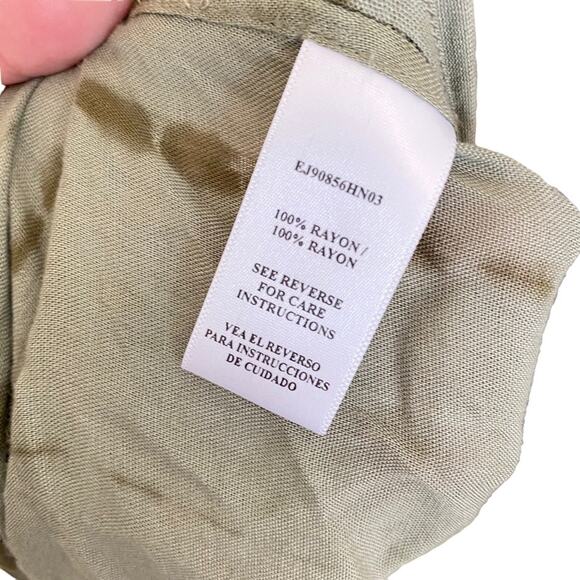 EJ90856HN03
100% RAYON /
100% RAYON
SEE REVERSE
FOR CARE
INSTRUCTIONS
VEA EL REVERSO
PARA INSTRUCCIONES
DE CUIDADO